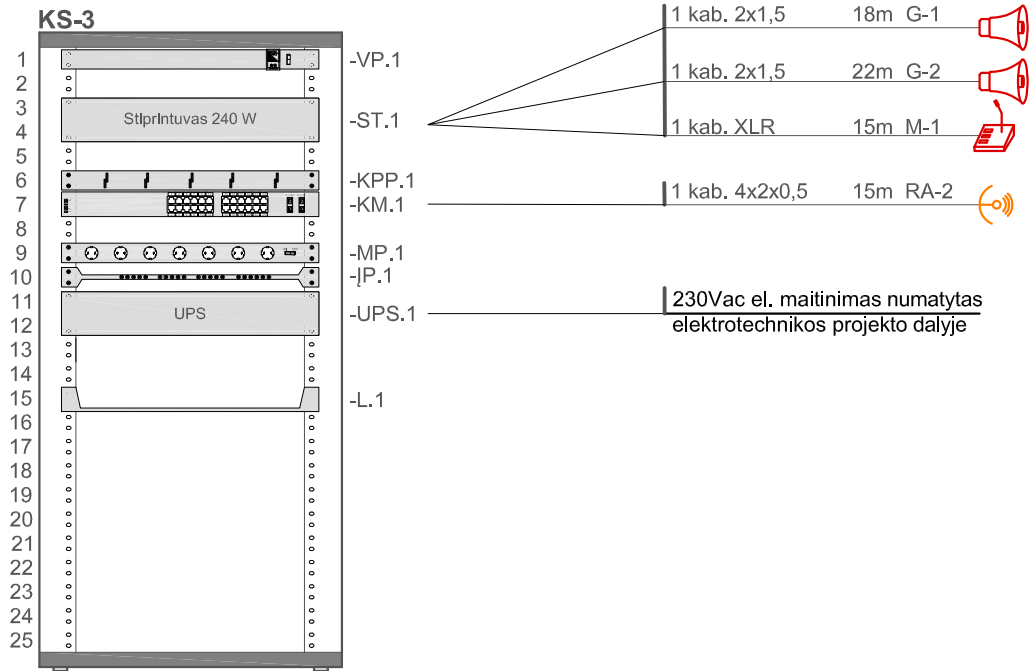 KS-3
1
2
3
4
5
6
7
8
9
10
11
12
13
14
15
16
17
18
19
20
21
22
23
24
25
Stiprintuvas 240 W
UPS
-VP.1
-ST.1
-KPP.1
-KM.1
-MP.1
-ĮP.1
-UPS.1
-L.1
1 kab. 2x1,5 18m G-1
1 kab. 2x1,5 22m G-2
1 kab. XLR 15m M-1
1 kab. 4x2x0,5 15m RA-2
230Vac el. maitinimas numatytas
elektrotechnikos projekto dalyje